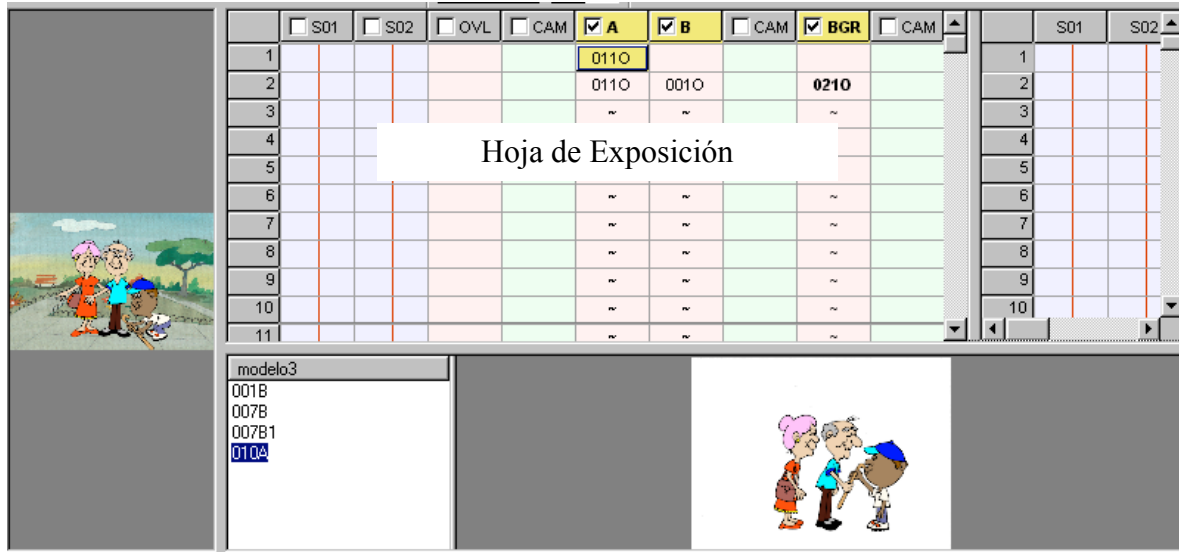 S01 S02 OVL CAM A B CAM BGR CAM S01 S02
1 011O 1
2 011O 001O 021O 2
3 ~ ~ ~ 3
4 4
Hoja de Exposición
5 5
6 ~ ~ ~ 6
7 ~ ~ ~ 7
8 ~ ~ ~ 8
9 ~ ~ ~ 9
10 ~ ~ ~ 10
11 ~ ~ ~
modelo3
001B
007B
007B1
010A